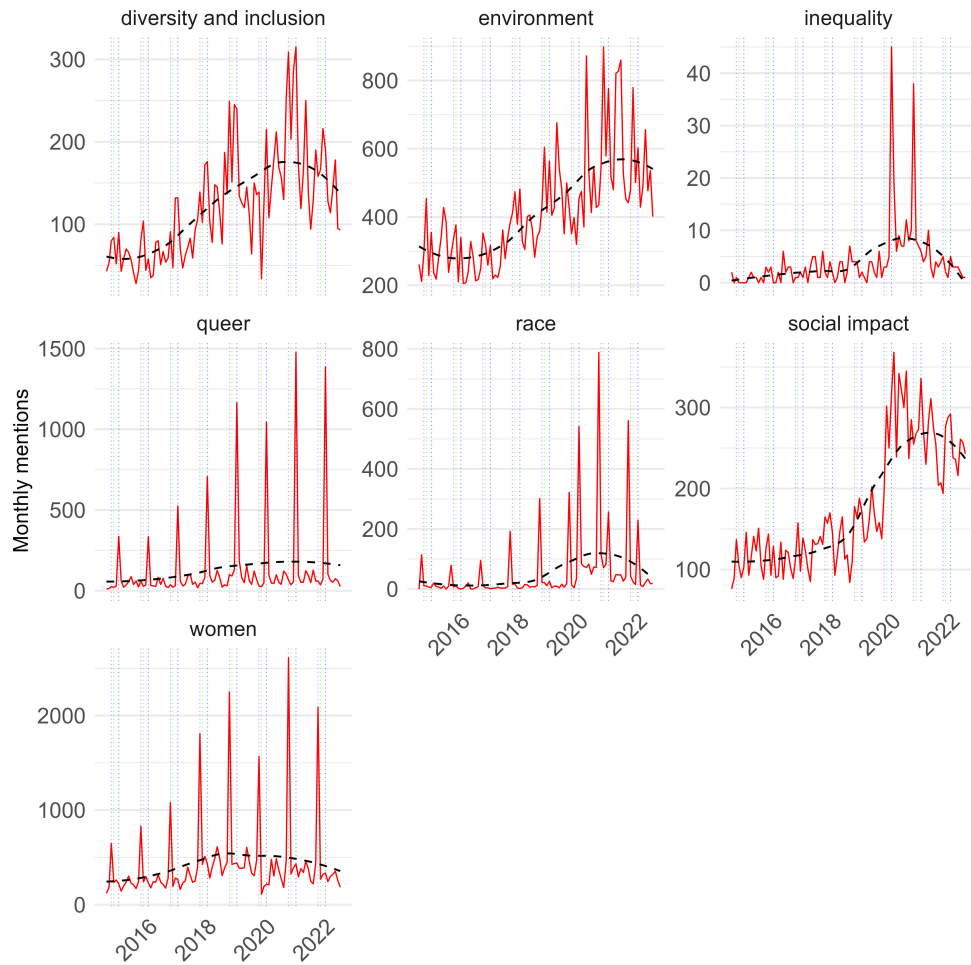 diversity and inclusion
300
200
100
environment
800
600
400
200
inequality
40
30
20
10
0
Monthly mentions
queer
1500
1000
500
0
race
800
600
400
200
0
2016 2018 2020 2022
social impact
300
200
100
2016 2018 2020 2022
women
2000
1000
0
2016 2018 2020 2022